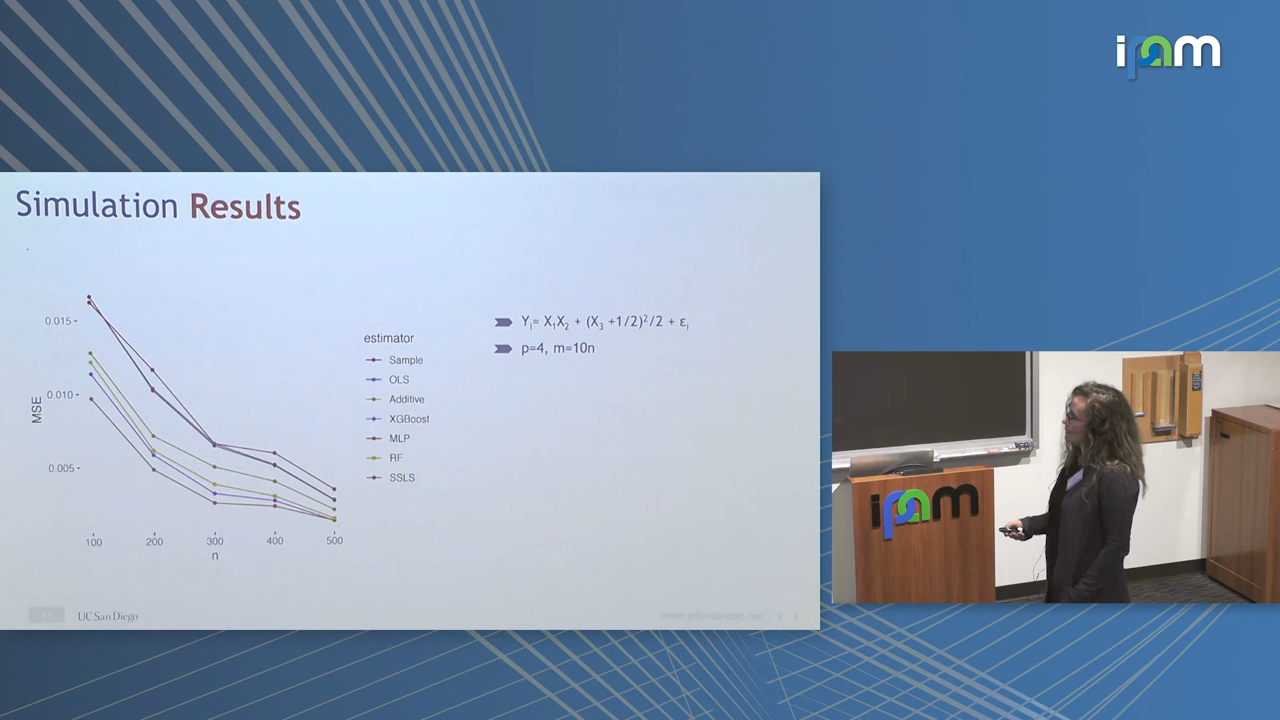 ipam
Simulation Results
0.015
0.010
0.005
MSE
100 200 300 400 500
n
estimator
Sample
OLS
Additive
XGBoost
MLP
RF
SSLS
Yᵢ= X₁X₂ + (X₃ +1/2)²/2 + εᵢ
p=4, m=10n
UC San Diego
ipam